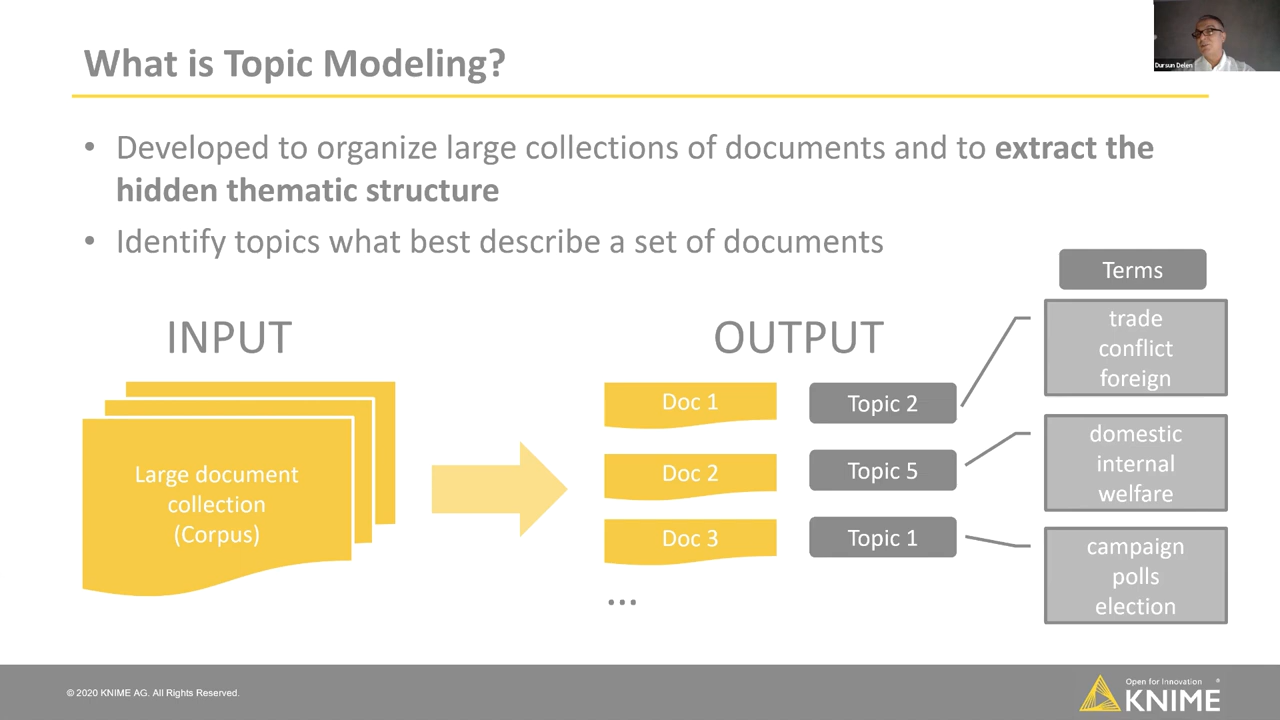 What is Topic Modeling?
Dursun Delen
• Developed to organize large collections of documents and to extract the
hidden thematic structure
• Identify topics what best describe a set of documents
INPUT
Large document
collection
(Corpus)
OUTPUT
Doc 1
Topic 2
Doc 2
Topic 5
Doc 3
Topic 1
...
Terms
trade
conflict
foreign
domestic
internal
welfare
campaign
polls
election
© 2020 KNIME AG. All Rights Reserved.
Open for Innovation ®
KNIME